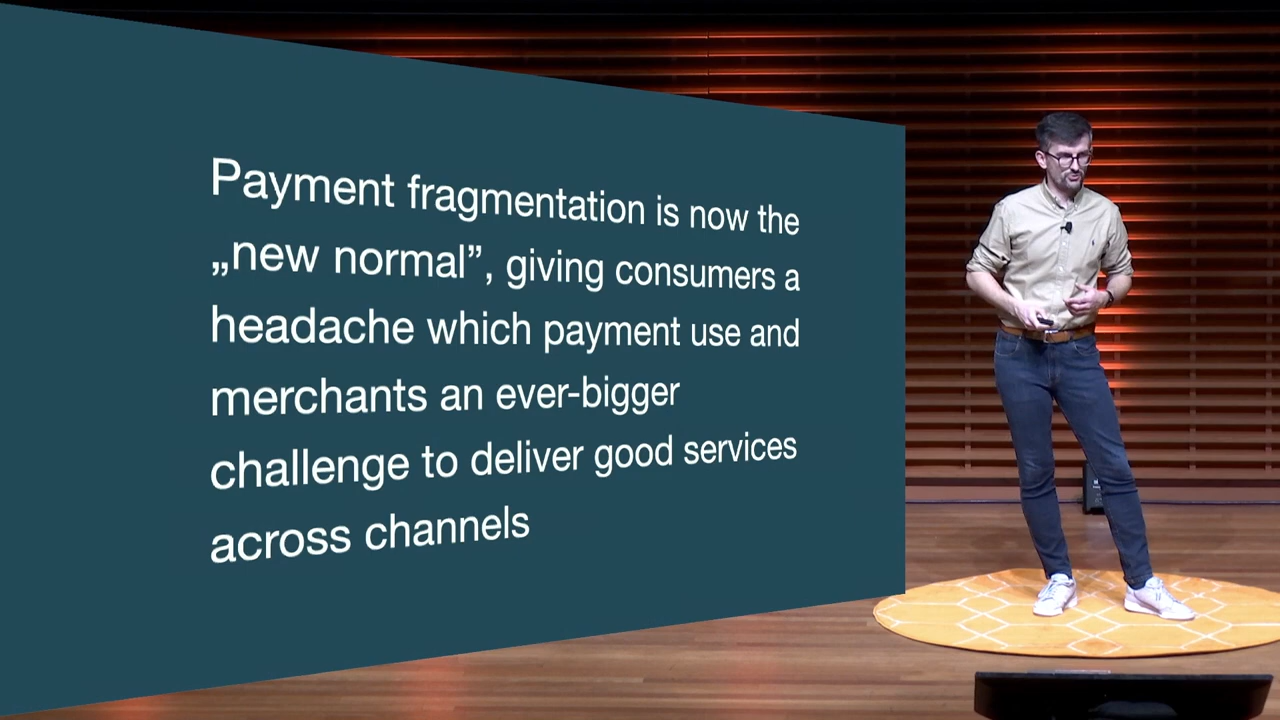 Payment fragmentation is now the
„new normal”, giving consumers a
headache which payment use and
merchants an ever-bigger
challenge to deliver good services
across channels